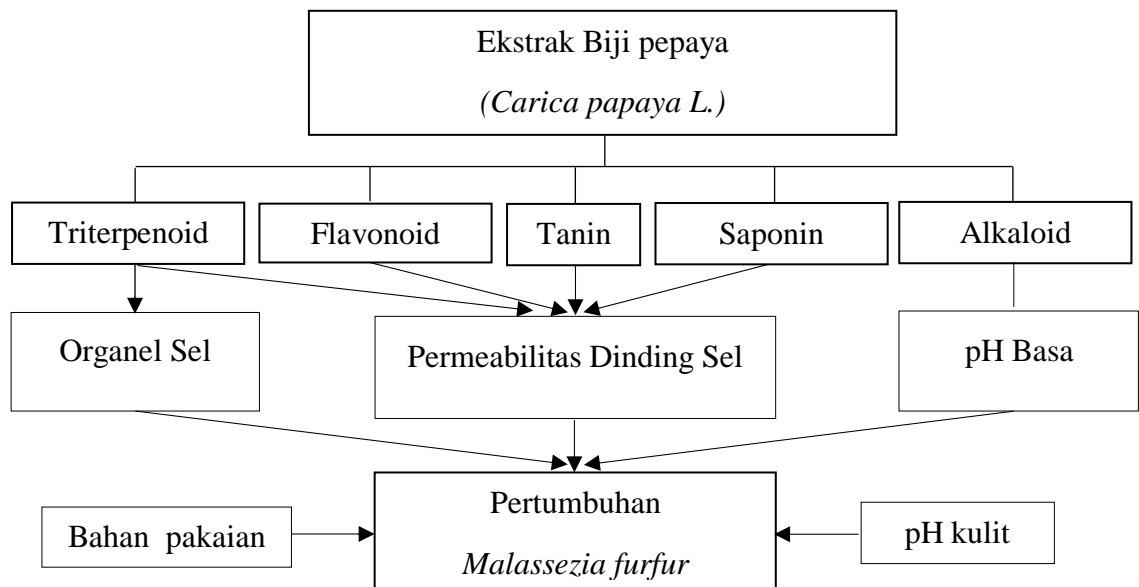 Ekstrak Biji pepaya
(Carica papaya L.)
Triterpenoid
Flavonoid
Tanin
Saponin
Alkaloid
Organel Sel
Permeabilitas Dinding Sel
pH Basa
Pertumbuhan
Malassezia furfur
Bahan pakaian
pH kulit